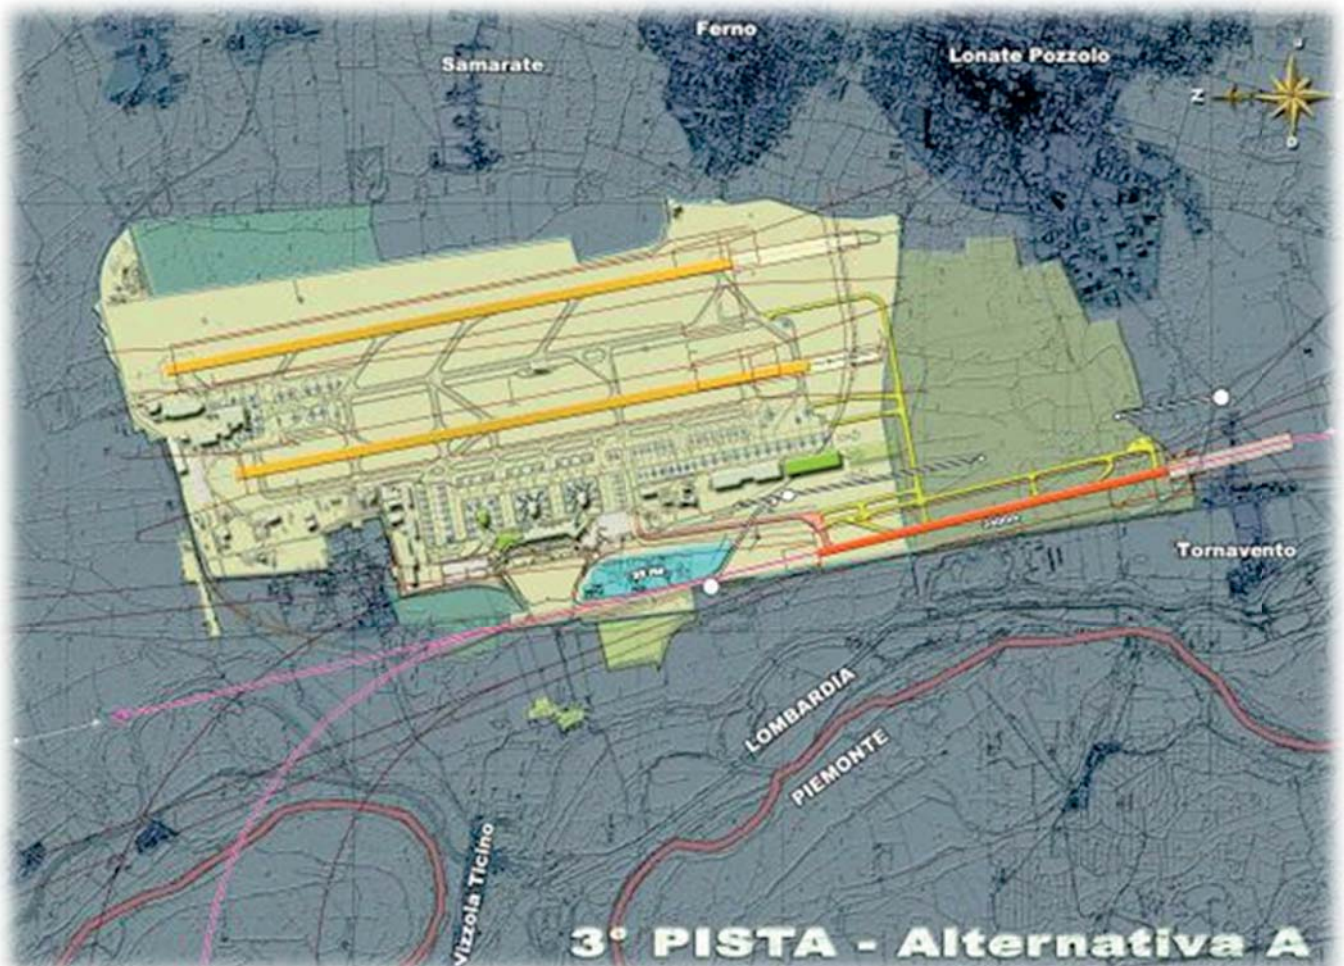 Ferno
Samarate
Lonate Pozzolo
N
Tornavento
LOMBARDIA
PIEMONTE
Vizzola Ticino
3° PISTA - Alternativa A